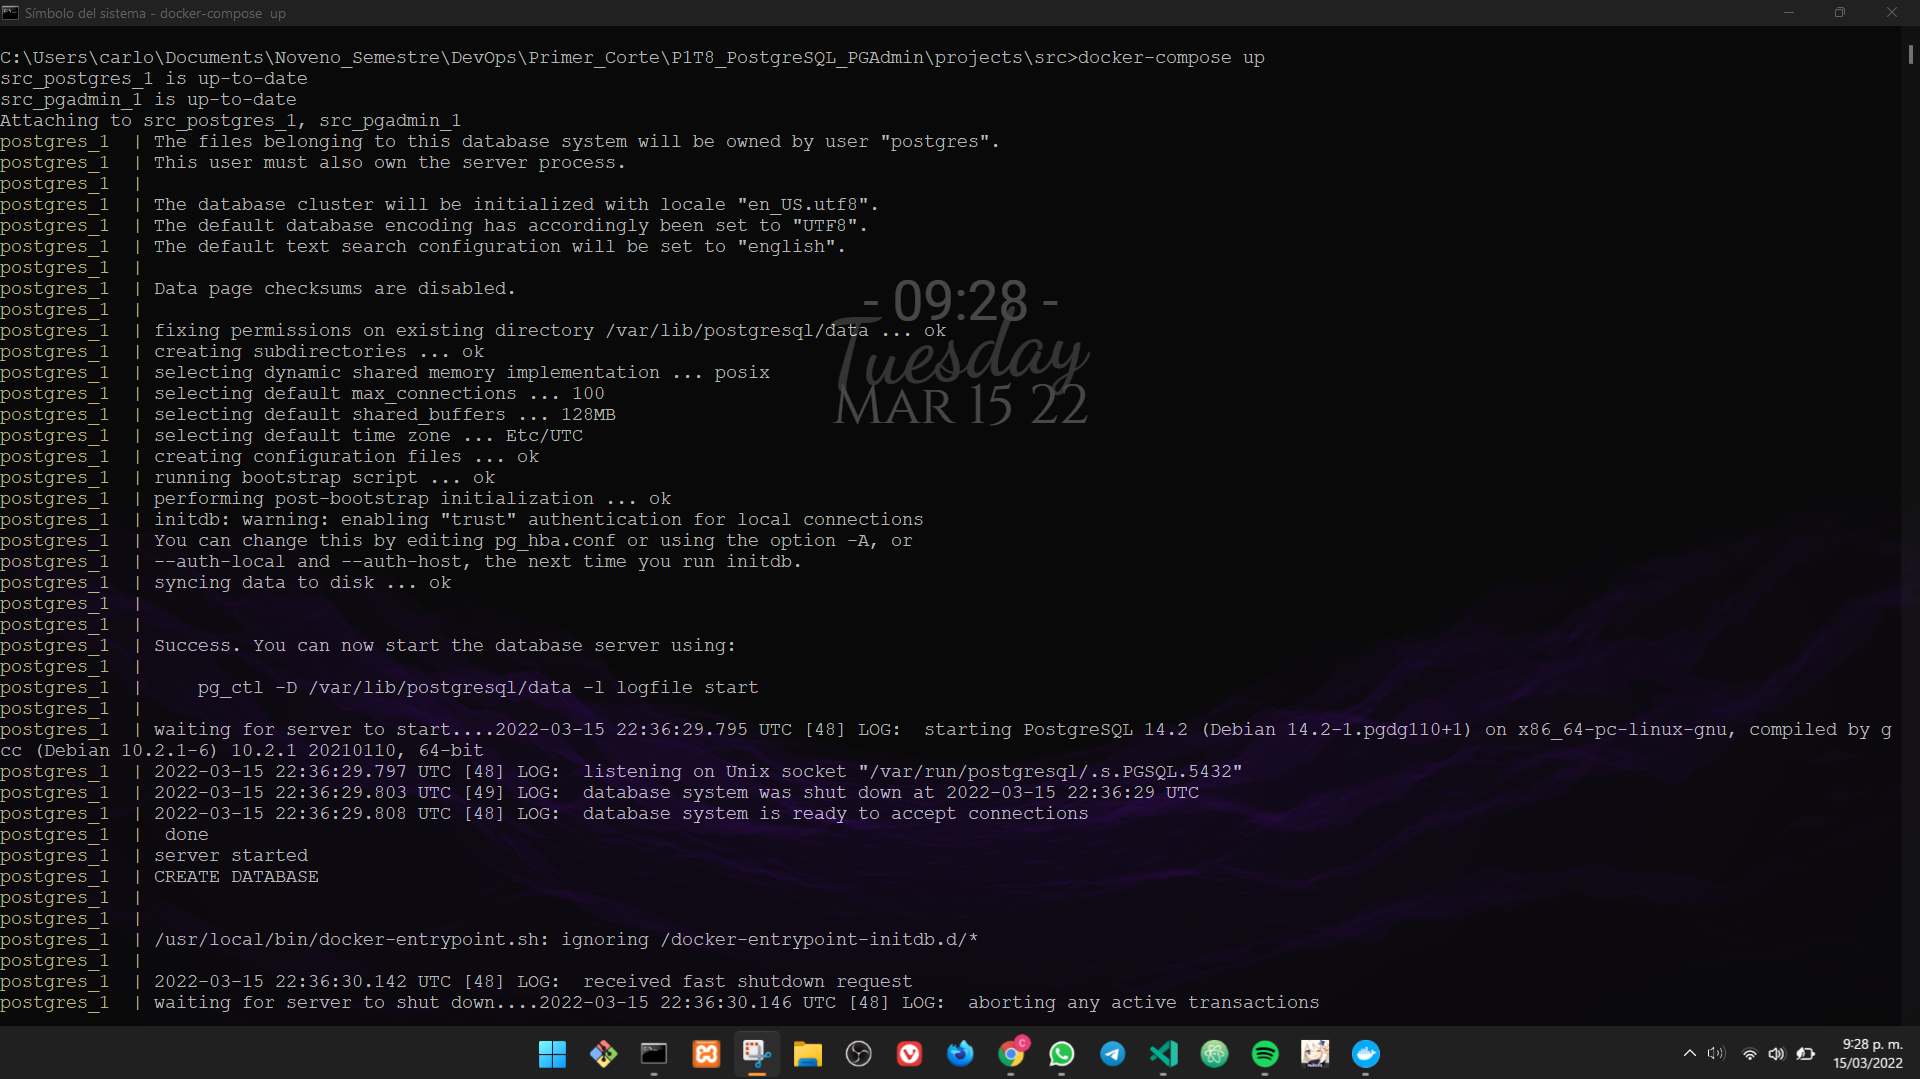 Símbolo del sistema - docker-compose  up
C:\Users\carlo\Documents\Noveno_Semestre\DevOps\Primer_Corte\P1T8_PostgreSQL_PGAdmin\projects\src>docker-compose up
src_postgres_1 is up-to-date
src_pgadmin_1 is up-to-date
Attaching to src_postgres_1, src_pgadmin_1
postgres_1  | The files belonging to this database system will be owned by user "postgres".
postgres_1  | This user must also own the server process.
postgres_1  |
postgres_1  | The database cluster will be initialized with locale "en_US.utf8".
postgres_1  | The default database encoding has accordingly been set to "UTF8".
postgres_1  | The default text search configuration will be set to "english".
postgres_1  |
postgres_1  | Data page checksums are disabled.
postgres_1  |
postgres_1  | fixing permissions on existing directory /var/lib/postgresql/data ... ok
postgres_1  | creating subdirectories ... ok
postgres_1  | selecting dynamic shared memory implementation ... posix
postgres_1  | selecting default max_connections ... 100
postgres_1  | selecting default shared_buffers ... 128MB
postgres_1  | selecting default time zone ... Etc/UTC
postgres_1  | creating configuration files ... ok
postgres_1  | running bootstrap script ... ok
postgres_1  | performing post-bootstrap initialization ... ok
postgres_1  | initdb: warning: enabling "trust" authentication for local connections
postgres_1  | You can change this by editing pg_hba.conf or using the option -A, or
postgres_1  | --auth-local and --auth-host, the next time you run initdb.
postgres_1  | syncing data to disk ... ok
postgres_1  |
postgres_1  |
postgres_1  | Success. You can now start the database server using:
postgres_1  |
postgres_1  |     pg_ctl -D /var/lib/postgresql/data -l logfile start
postgres_1  |
postgres_1  | waiting for server to start....2022-03-15 22:36:29.795 UTC [48] LOG:  starting PostgreSQL 14.2 (Debian 14.2-1.pgdg110+1) on x86_64-pc-linux-gnu, compiled by g
cc (Debian 10.2.1-6) 10.2.1 20210110, 64-bit
postgres_1  | 2022-03-15 22:36:29.797 UTC [48] LOG:  listening on Unix socket "/var/run/postgresql/.s.PGSQL.5432"
postgres_1  | 2022-03-15 22:36:29.803 UTC [49] LOG:  database system was shut down at 2022-03-15 22:36:29 UTC
postgres_1  | 2022-03-15 22:36:29.808 UTC [48] LOG:  database system is ready to accept connections
postgres_1  |  done
postgres_1  | server started
postgres_1  | CREATE DATABASE
postgres_1  |
postgres_1  |
postgres_1  | /usr/local/bin/docker-entrypoint.sh: ignoring /docker-entrypoint-initdb.d/*
postgres_1  |
postgres_1  | 2022-03-15 22:36:30.142 UTC [48] LOG:  received fast shutdown request
postgres_1  | waiting for server to shut down....2022-03-15 22:36:30.146 UTC [48] LOG:  aborting any active transactions
- 09:28 -
Tuesday
MAR 15 22
C
9:28 p. m.
15/03/2022